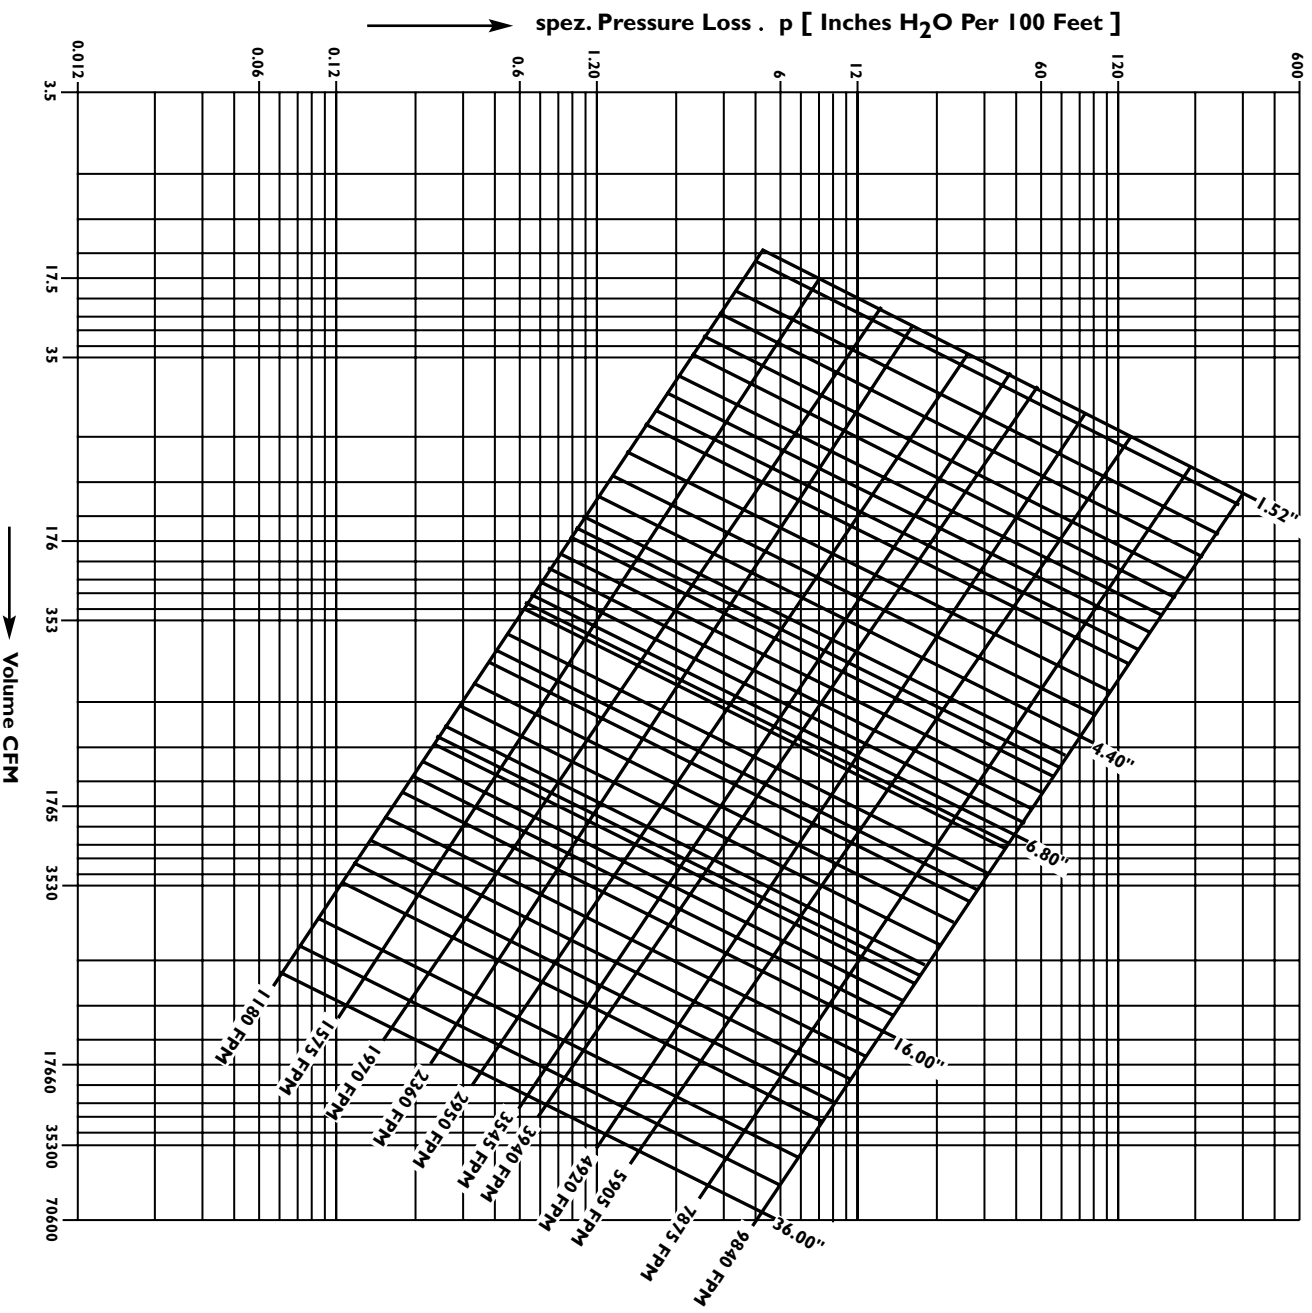 spez. Pressure Loss . p [ Inches H₂O Per 100 Feet ]
0.012
0.06
0.12
0.6
1.20
6
12
60
120
600
3.5
17.5
35
176
353
1765
3530
17660
35300
70600
Volume CFM
1.52"
4.40"
6.80"
16.00"
36.00"
1180 FPM
1575 FPM
1970 FPM
2360 FPM
2950 FPM
3545 FPM
3940 FPM
4920 FPM
5905 FPM
7875 FPM
9840 FPM